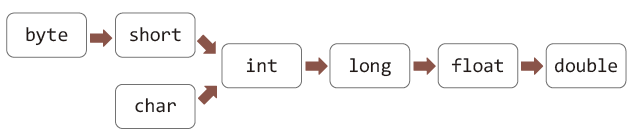 byte
short
int
long
float
double
char